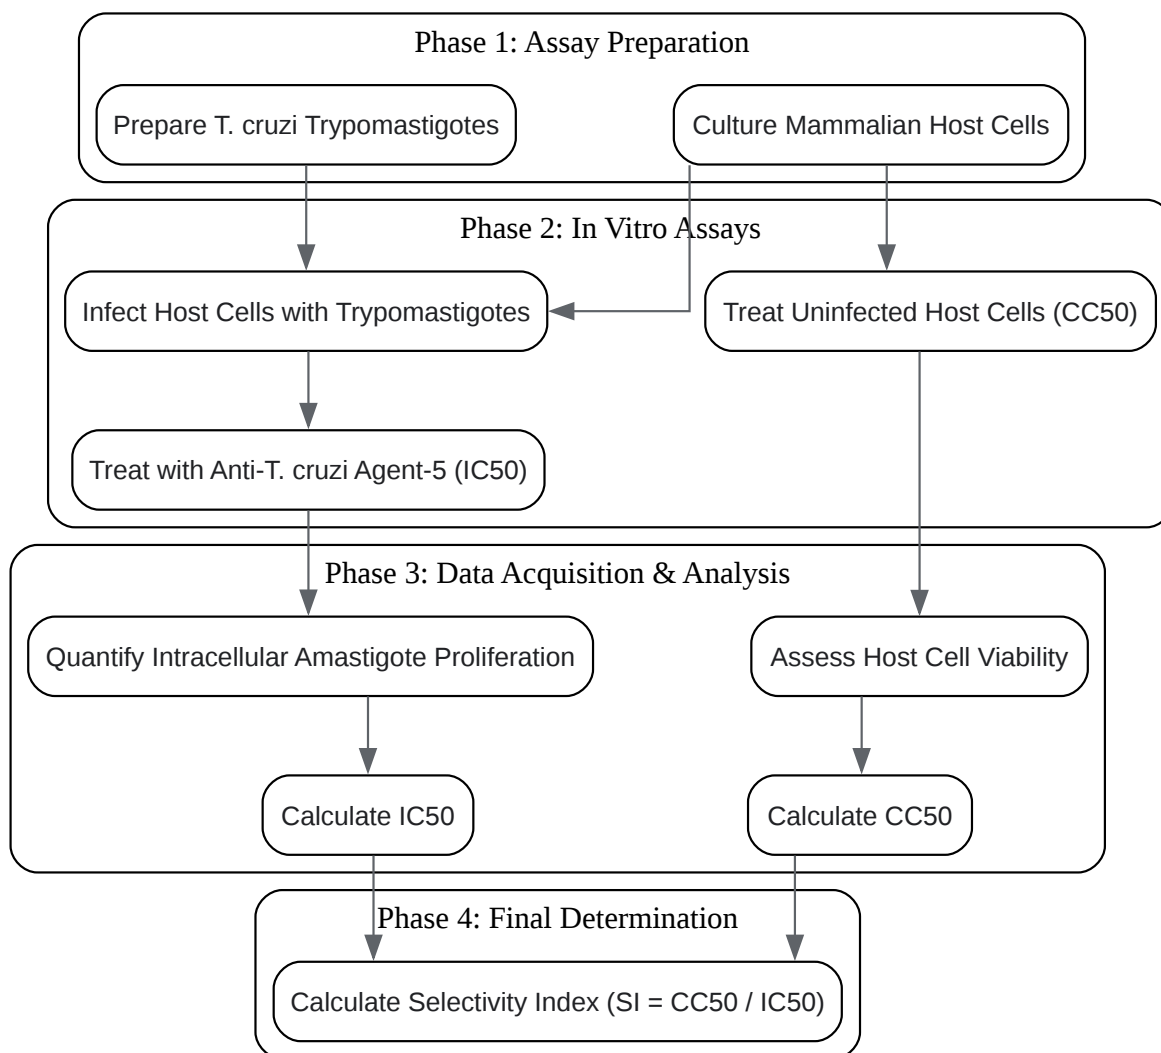 Phase 1: Assay Preparation
Prepare T. cruzi Trypomastigotes
Culture Mammalian Host Cells
Phase 2: In Vitro Assays
Infect Host Cells with Trypomastigotes
Treat Uninfected Host Cells (CC50)
Treat with Anti-T. cruzi Agent-5 (IC50)
Phase 3: Data Acquisition & Analysis
Quantify Intracellular Amastigote Proliferation
Assess Host Cell Viability
Calculate IC50
Calculate CC50
Phase 4: Final Determination
Calculate Selectivity Index (SI = CC50 / IC50)